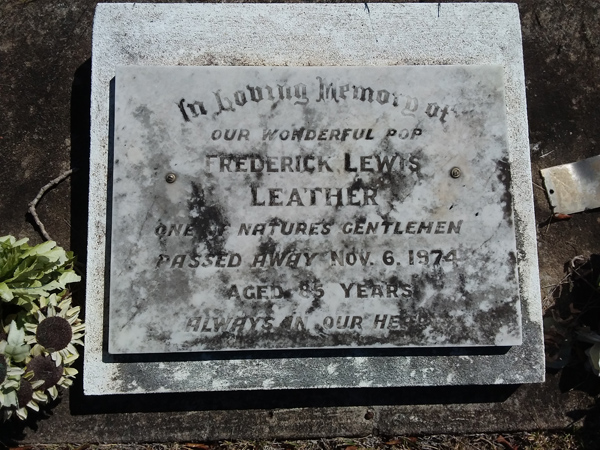 In Loving Memory of
OUR WONDERFUL POP
FREDERICK LEWIS
LEATHER
ONE OF NATURES GENTLEMEN
PASSED AWAY NOV. 6. 1974
AGED YEARS
ALWAYS IN OUR